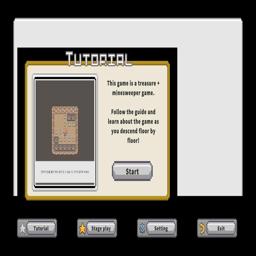 Tutorial
This game is a treasure +
minesweeper game.
Follow the guide and
learn about the game as
you descend floor by
floor!
Start
Tutorial
Stage play
Setting
Exit